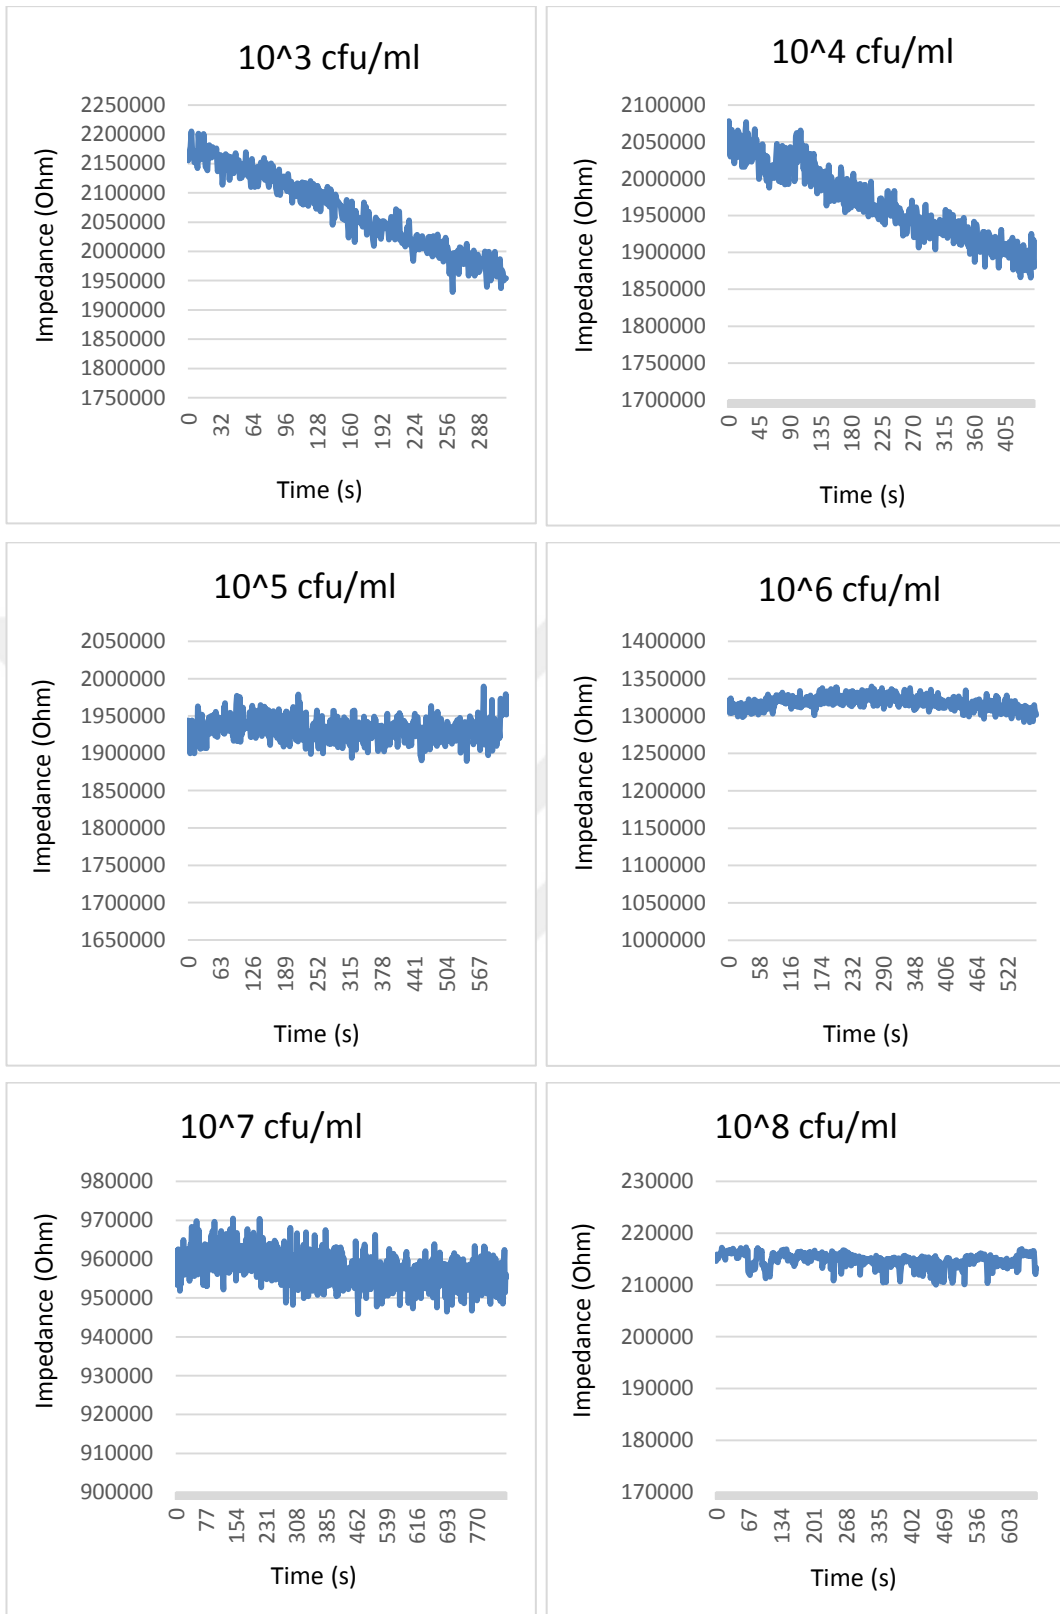 10^3 cfu/ml
Impedance (Ohm)
2250000
2200000
2150000
2100000
2050000
2000000
1950000
1900000
1850000
1800000
1750000
0 32 64 96 128 160 192 224 256 288
Time (s)
10^4 cfu/ml
Impedance (Ohm)
2100000
2050000
2000000
1950000
1900000
1850000
1800000
1750000
1700000
0 45 90 135 180 225 270 315 360 405
Time (s)
10^5 cfu/ml
Impedance (Ohm)
2050000
2000000
1950000
1900000
1850000
1800000
1750000
1700000
1650000
0 63 126 189 252 315 378 441 504 567
Time (s)
10^6 cfu/ml
Impedance (Ohm)
1400000
1350000
1300000
1250000
1200000
1150000
1100000
1050000
1000000
0 58 116 174 232 290 348 406 464 522
Time (s)
10^7 cfu/ml
Impedance (Ohm)
980000
970000
960000
950000
940000
930000
920000
910000
900000
0 77 154 231 308 385 462 539 616 693 770
Time (s)
10^8 cfu/ml
Impedance (Ohm)
230000
220000
210000
200000
190000
180000
170000
0 67 134 201 268 335 402 469 536 603
Time (s)